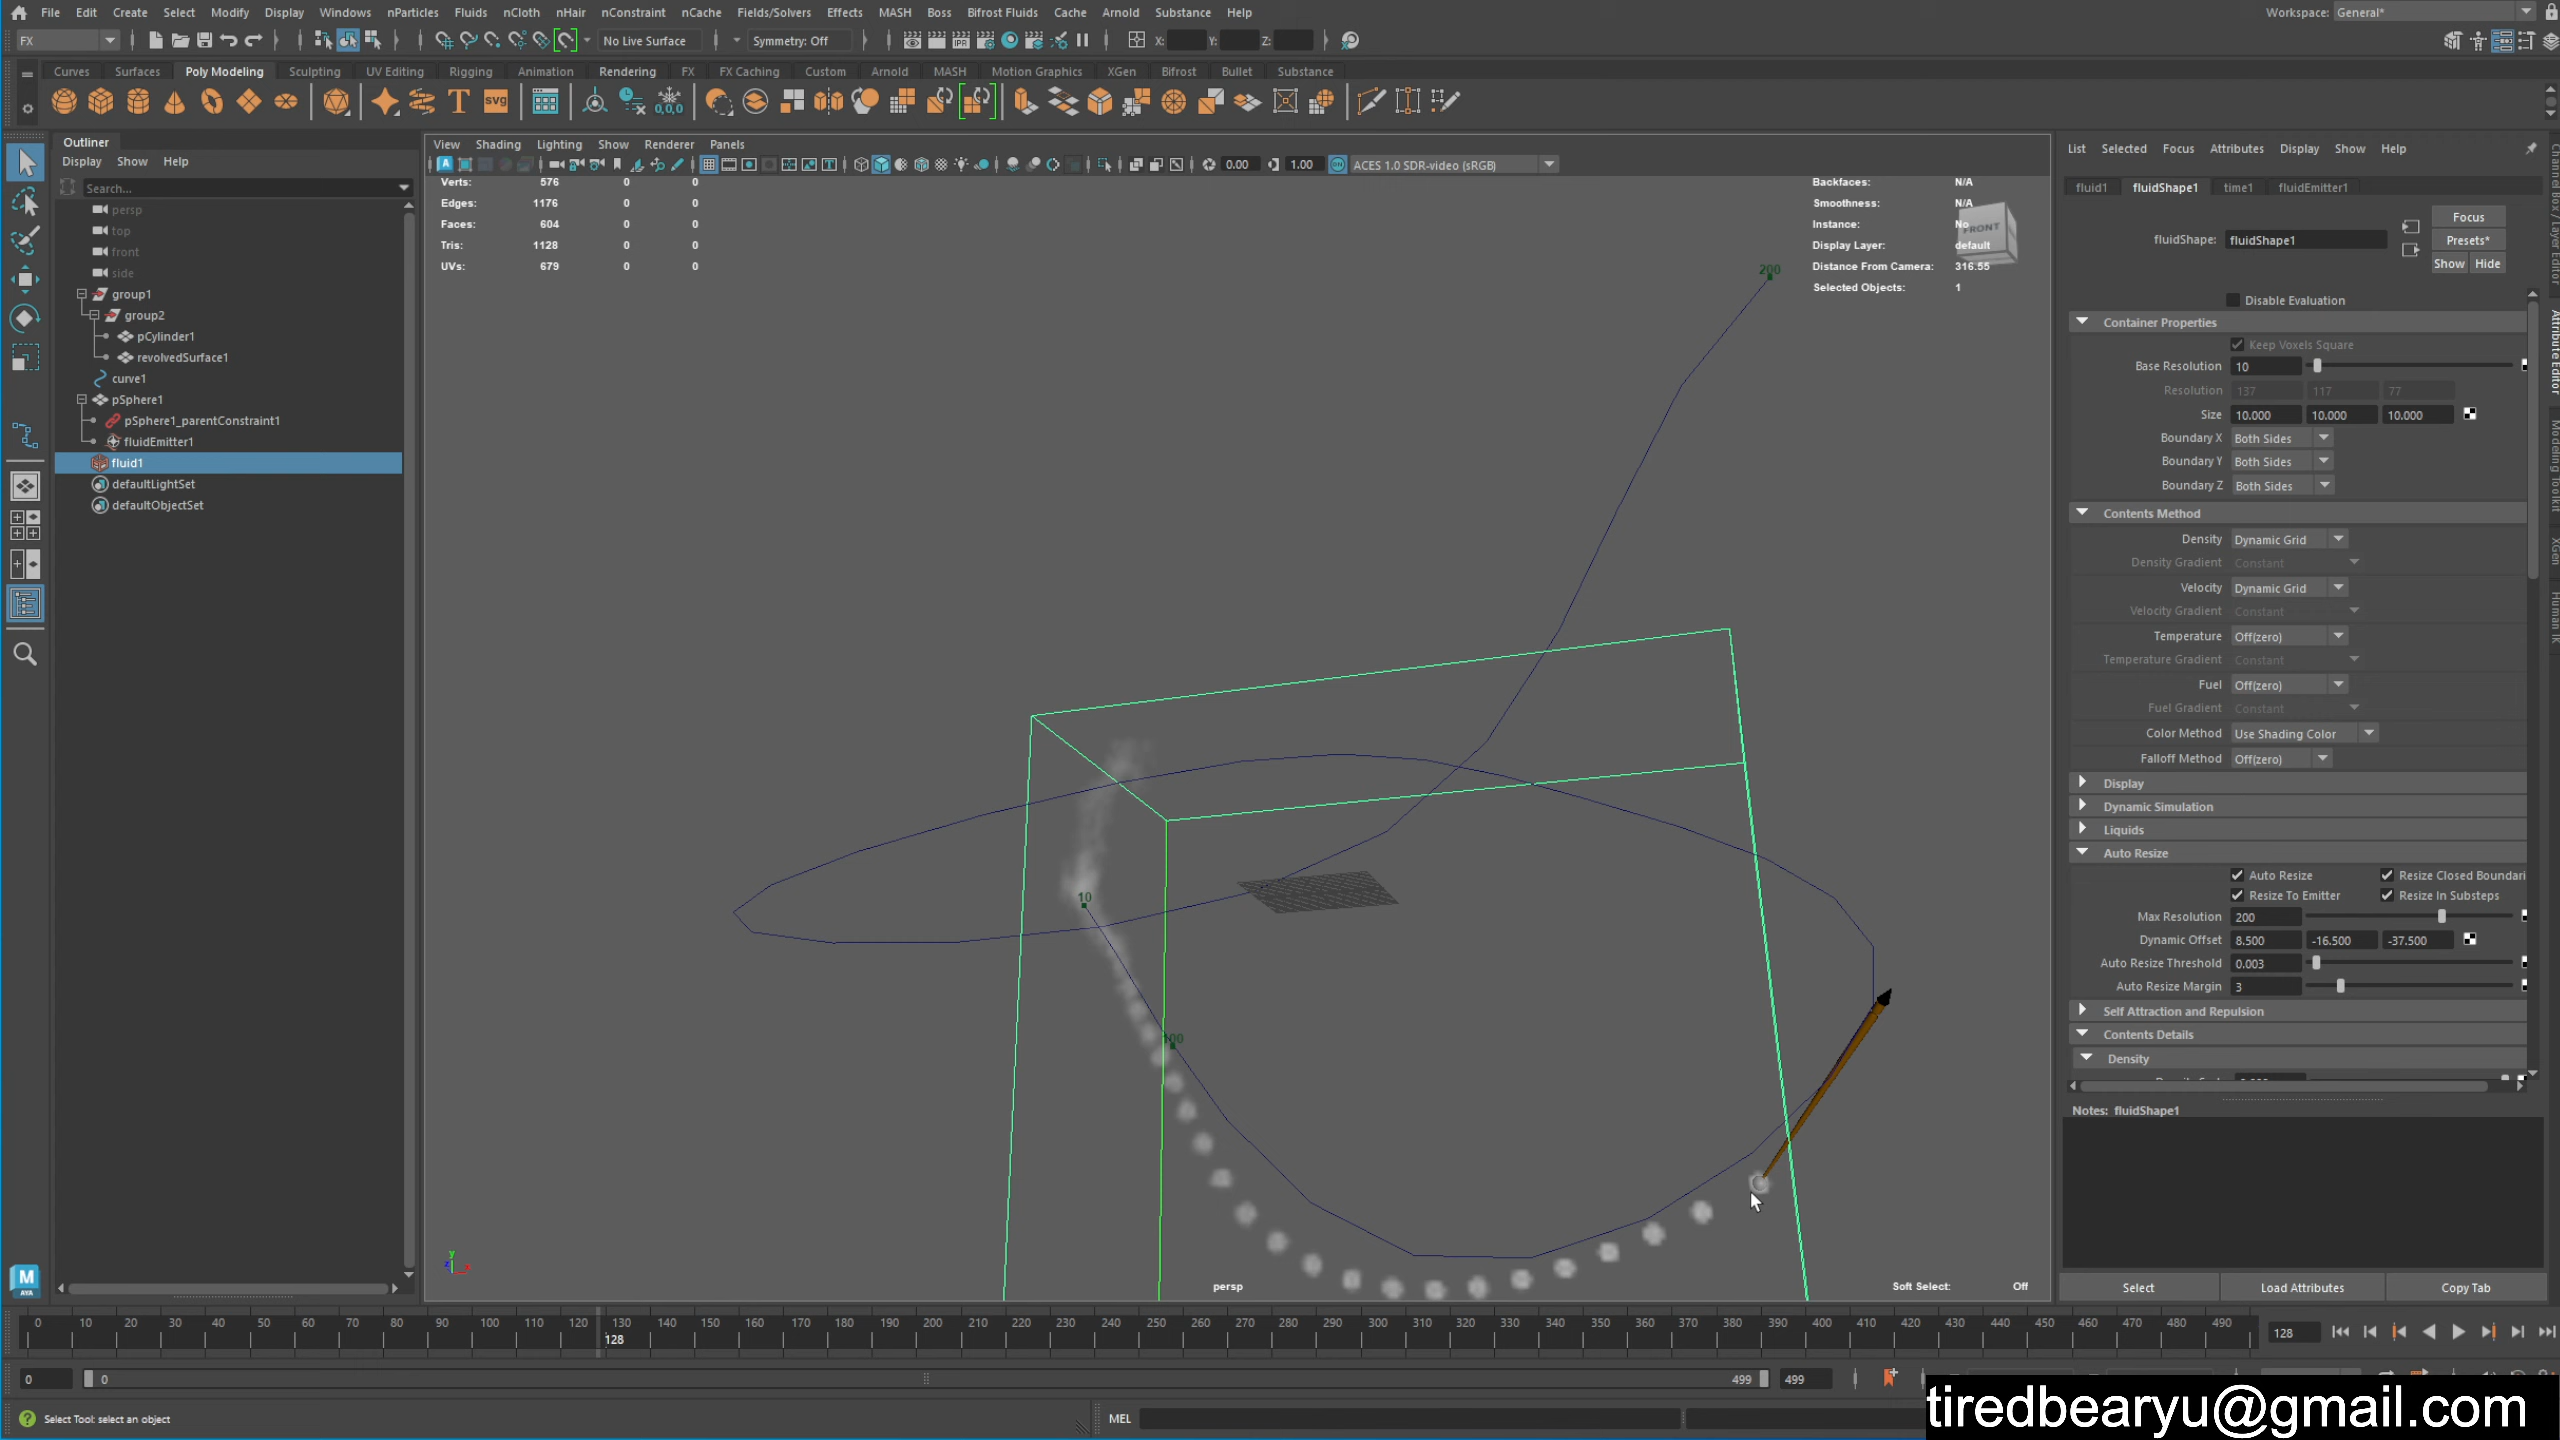 File Edit Create Select Modify Display Windows nParticles Fluids nCloth nHair nConstraint nCache Fields/Solvers Effects MASH Boss Bifrost Fluids Cache Arnold Substance Help
Workspace: General*
FX
No Live Surface
Symmetry: Off
X: Y: Z:
Curves Surfaces Poly Modeling Sculpting UV Editing Rigging Animation Rendering FX FX Caching Custom Arnold MASH Motion Graphics XGen Bifrost Bullet Substance
Outliner
Display Show Help
Search...
persp
top
front
side
group1
group2
pCylinder1
revolvedSurface1
curve1
pSphere1
pSphere1_parentConstraint1
fluidEmitter1
fluid1
defaultLightSet
defaultObjectSet
View Shading Lighting Show Renderer Panels
0.00 1.00 ACES 1.0 SDR-video (sRGB)
Verts: 576 0 0
Edges: 1176 0 0
Faces: 604 0 0
Tris: 1128 0 0
UVs: 679 0 0
Backfaces: N/A
Smoothness: N/A
Instance: No
Display Layer: default
Distance From Camera: 316.55
Selected Objects: 1
FRONT
200
10
persp
Soft Select: Off
List Selected Focus Attributes Display Show Help
fluid1 fluidShape1 time1 fluidEmitter1
fluidShape: fluidShape1
Focus
Presets*
Show Hide
Disable Evaluation
Container Properties
Keep Voxels Square
Base Resolution 10
Resolution 137 117 77
Size 10.000 10.000 10.000
Boundary X Both Sides
Boundary Y Both Sides
Boundary Z Both Sides
Contents Method
Density Dynamic Grid
Density Gradient Constant
Velocity Dynamic Grid
Velocity Gradient Constant
Temperature Off(zero)
Temperature Gradient Constant
Fuel Off(zero)
Fuel Gradient Constant
Color Method Use Shading Color
Falloff Method Off(zero)
Display
Dynamic Simulation
Liquids
Auto Resize
Auto Resize Resize Closed Boundari
Resize To Emitter Resize In Substeps
Max Resolution 200
Dynamic Offset 8.500 -16.500 -37.500
Auto Resize Threshold 0.003
Auto Resize Margin 3
Self Attraction and Repulsion
Contents Details
Density
Notes: fluidShape1
Select Load Attributes Copy Tab
Channel Box / Layer Editor
Attribute Editor
Modeling Toolkit
XGen
Human IK
0 10 20 30 40 50 60 70 80 90 100 110 120 130 140 150 160 170 180 190 200 210 220 230 240 250 260 270 280 290 300 310 320 330 340 350 360 370 380 390 400 410 420 430 440 450 460 470 480 490
128
128
0 0 499 499
Select Tool: select an object
MEL
tiredbearyu@gmail.com